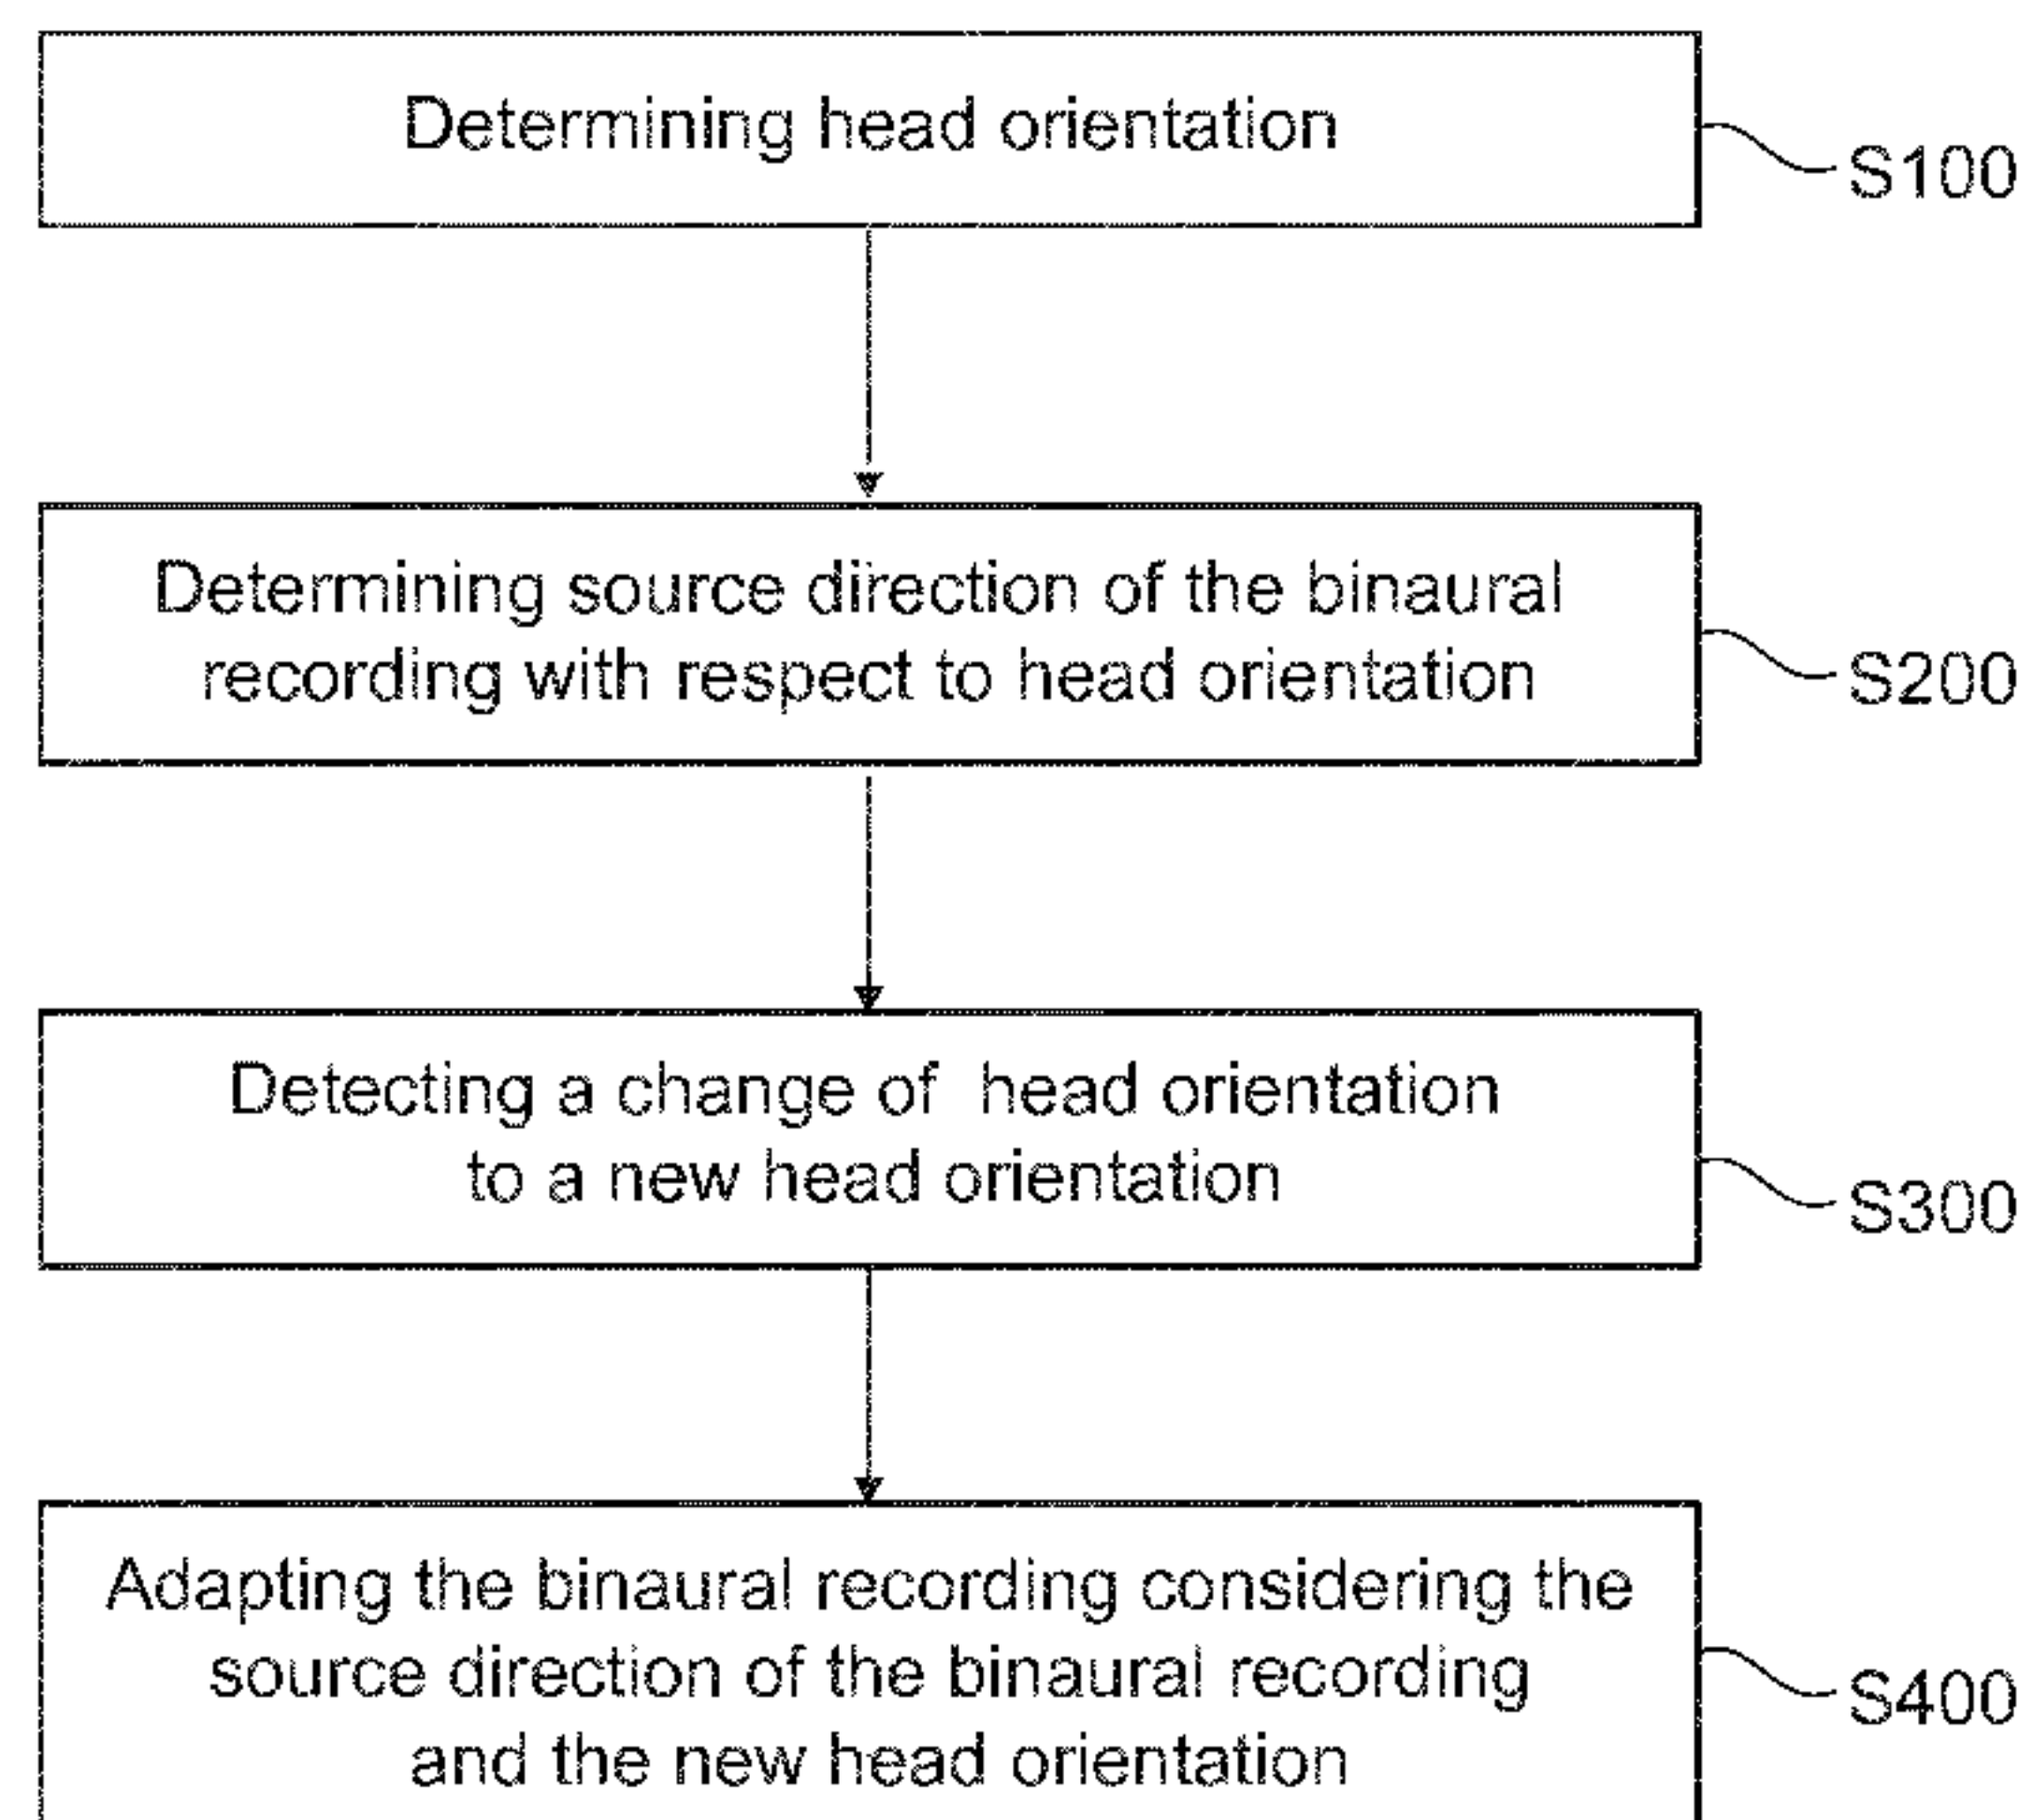 Determining head orientation
S100
Determining source direction of the binaural
recording with respect to head orientation
S200
Detecting a change of head orientation
to a new head orientation
S300
Adapting the binaural recording considering the
source direction of the binaural recording
and the new head orientation
S400